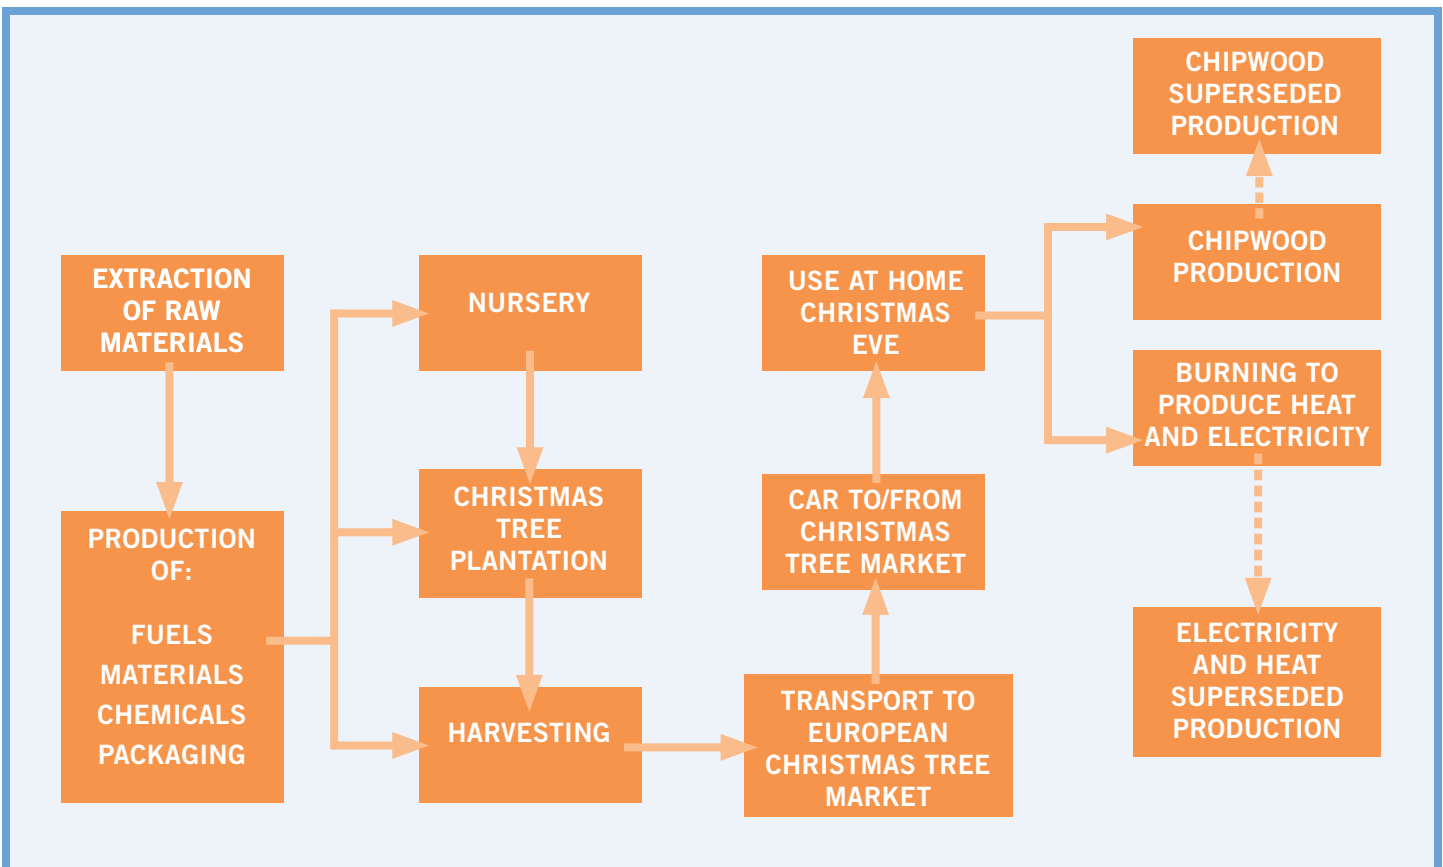 EXTRACTION
OF RAW
MATERIALS
PRODUCTION
OF:
FUELS
MATERIALS
CHEMICALS
PACKAGING
NURSERY
CHRISTMAS
TREE
PLANTATION
HARVESTING
TRANSPORT TO
EUROPEAN
CHRISTMAS TREE
MARKET
CAR TO/FROM
CHRISTMAS
TREE MARKET
USE AT HOME
CHRISTMAS
EVE
CHIPWOOD
SUPERSEDED
PRODUCTION
CHIPWOOD
PRODUCTION
BURNING TO
PRODUCE HEAT
AND ELECTRICITY
ELECTRICITY
AND HEAT
SUPERSEDED
PRODUCTION